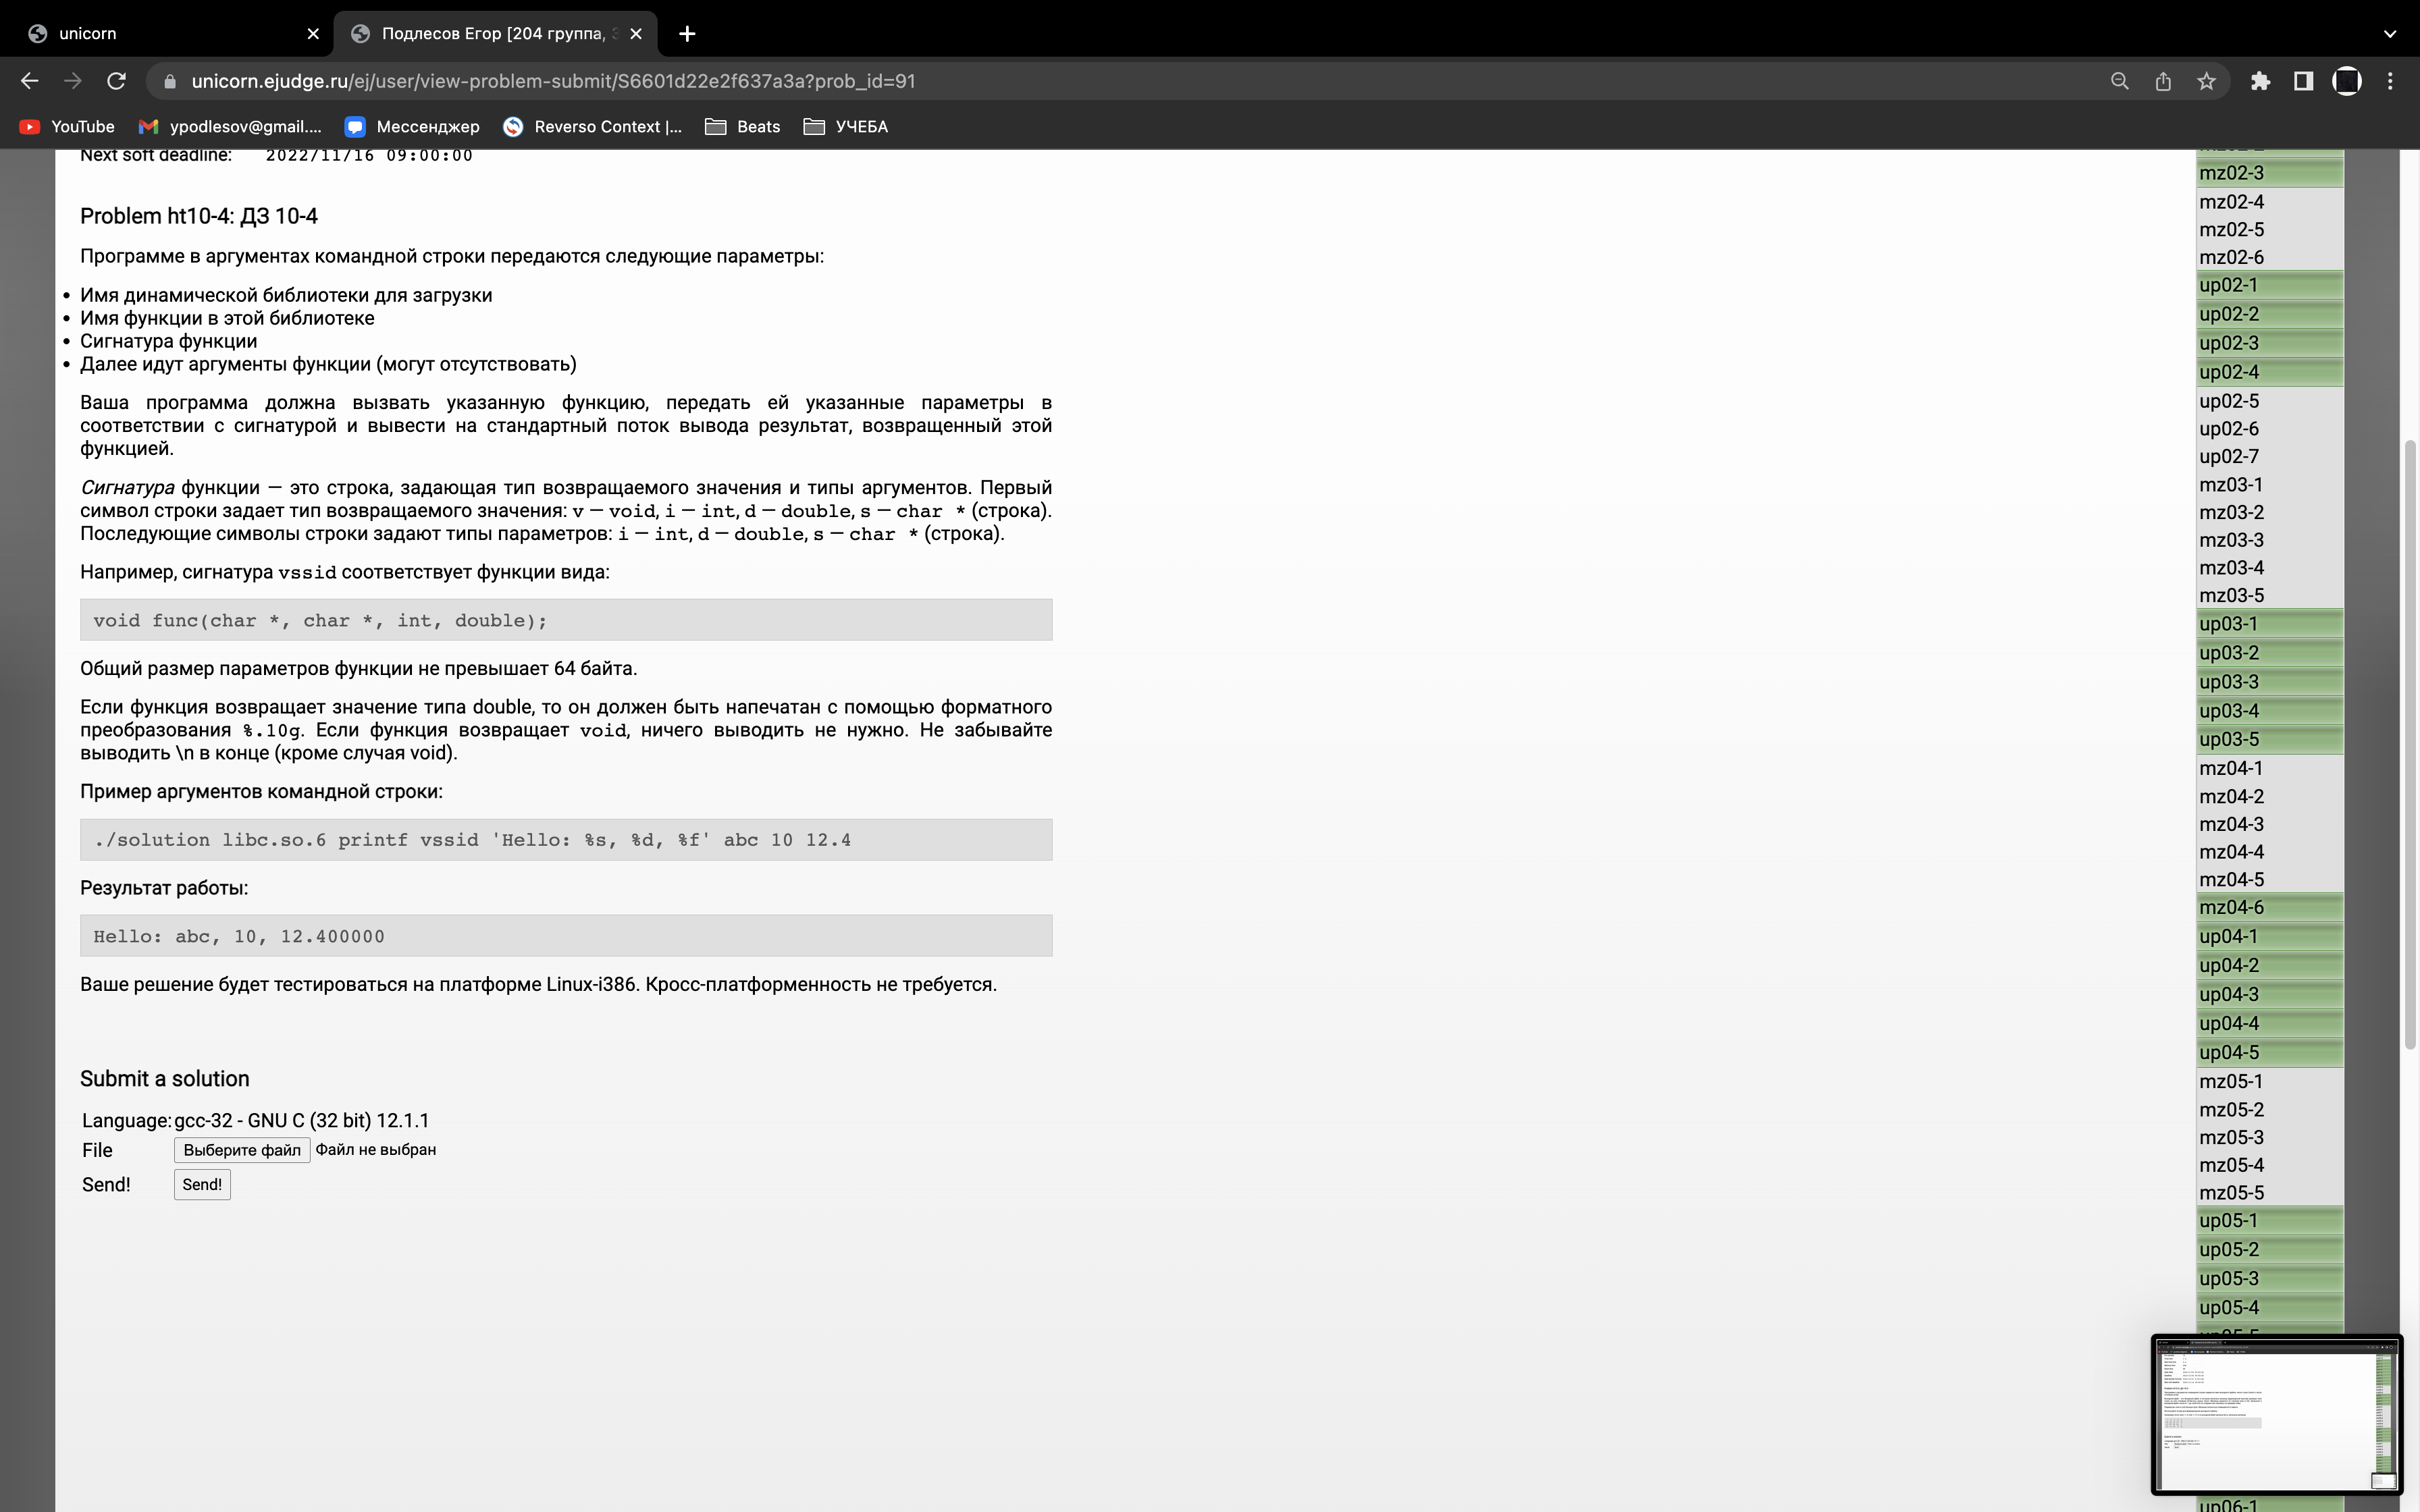 unicorn
Подлесов Егор [204 группа,
unicorn.ejudge.ru/ej/user/view-problem-submit/S6601d22e2f637a3a?prob_id=91
YouTube
ypodlesov@gmail....
Мессенджер
Reverso Context |...
Beats
УЧЕБА
Next soft deadline: 2022/11/16 09:00:00
Problem ht10-4: ДЗ 10-4
Программе в аргументах командной строки передаются следующие параметры:
• Имя динамической библиотеки для загрузки
• Имя функции в этой библиотеке
• Сигнатура функции
• Далее идут аргументы функции (могут отсутствовать)
Ваша программа должна вызвать указанную функцию, передать ей указанные параметры в
соответствии с сигнатурой и вывести на стандартный поток вывода результат, возвращенный этой
функцией.
Сигнатура функции — это строка, задающая тип возвращаемого значения и типы аргументов. Первый
символ строки задает тип возвращаемого значения: v — void, i — int, d — double, s — char * (строка).
Последующие символы строки задают типы параметров: i — int, d — double, s — char * (строка).
Например, сигнатура vssid соответствует функции вида:
void func(char *, char *, int, double);
Общий размер параметров функции не превышает 64 байта.
Если функция возвращает значение типа double, то он должен быть напечатан с помощью форматного
преобразования %.10g. Если функция возвращает void, ничего выводить не нужно. Не забывайте
выводить \n в конце (кроме случая void).
Пример аргументов командной строки:
./solution libc.so.6 printf vssid 'Hello: %s, %d, %f' abc 10 12.4
Результат работы:
Hello: abc, 10, 12.400000
Ваше решение будет тестироваться на платформе Linux-i386. Кросс-платформенность не требуется.
Submit a solution
Language: gcc-32 - GNU C (32 bit) 12.1.1
File Выберите файл Файл не выбран
Send! Send!
mz02-2
mz02-3
mz02-4
mz02-5
mz02-6
up02-1
up02-2
up02-3
up02-4
up02-5
up02-6
up02-7
mz03-1
mz03-2
mz03-3
mz03-4
mz03-5
up03-1
up03-2
up03-3
up03-4
up03-5
mz04-1
mz04-2
mz04-3
mz04-4
mz04-5
mz04-6
up04-1
up04-2
up04-3
up04-4
up04-5
mz05-1
mz05-2
mz05-3
mz05-4
mz05-5
up05-1
up05-2
up05-3
up05-4
up05-5
up06-1